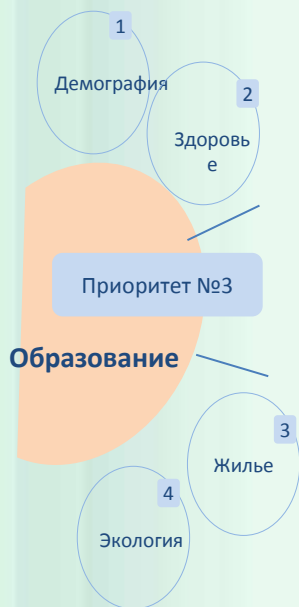 1
Демография
2
Здоровь
е
Приоритет №3
Образование
3
Жилье
4
Экология